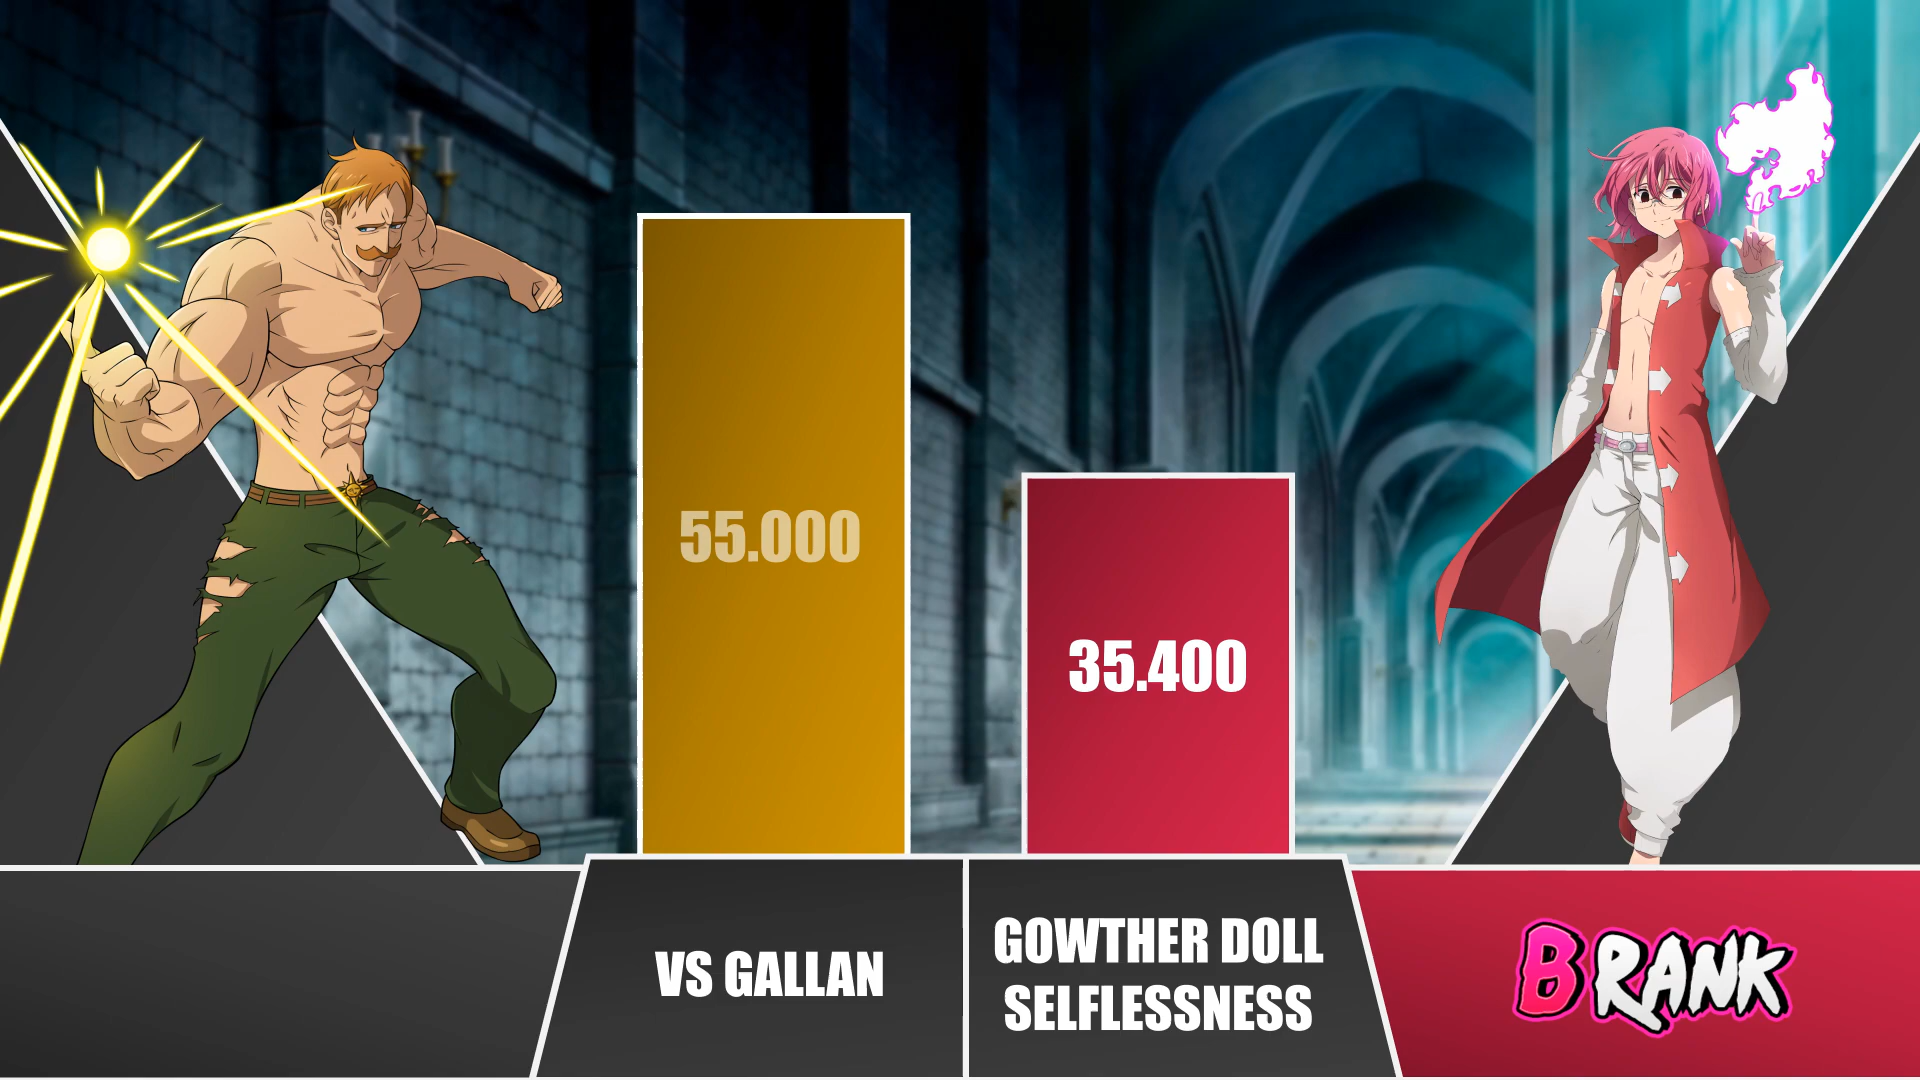 55.000
35.400
VS GALLAN
GOWTHER DOLL
SELFLESSNESS
B RANK